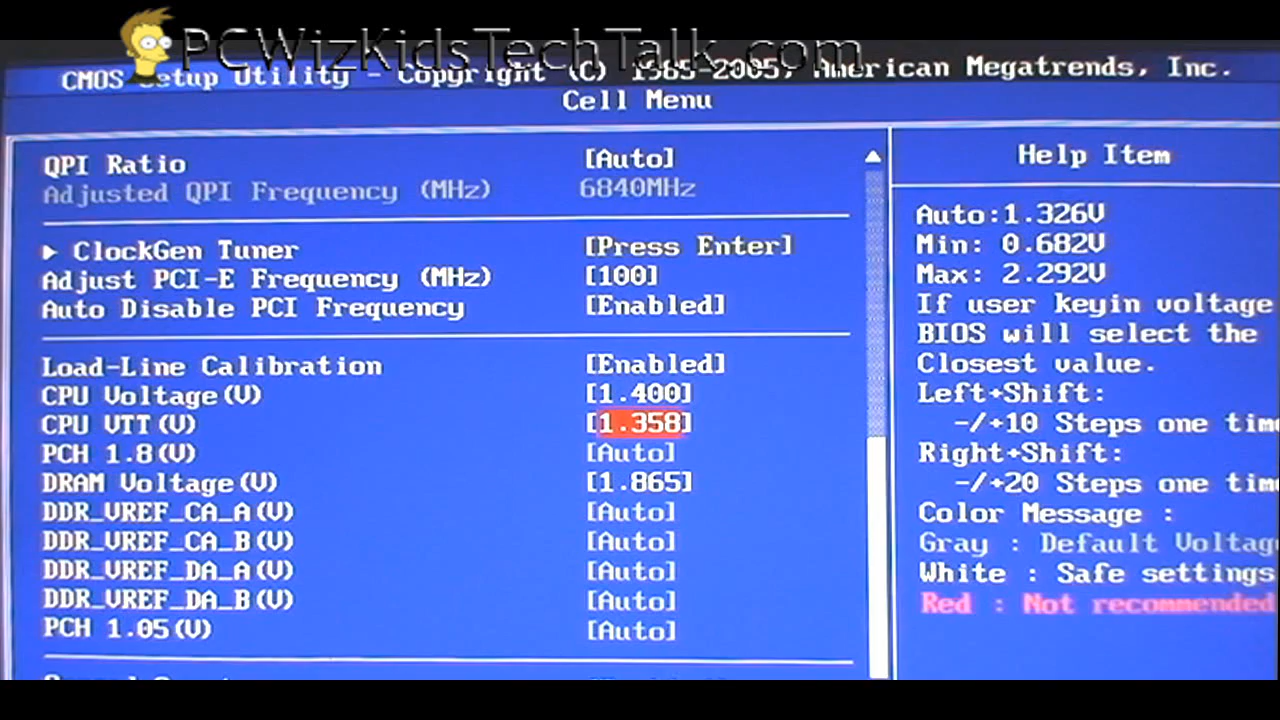 PCWizKidsTechTalk.com
CMOS Setup Utility - Copyright (C) 1985-2005, American Megatrends, Inc.
Cell Menu
QPI Ratio [Auto]
Adjusted QPI Frequency (MHz) 6840MHz
▶ ClockGen Tuner [Press Enter]
Adjust PCI-E Frequency (MHz) [100]
Auto Disable PCI Frequency [Enabled]
Load-Line Calibration [Enabled]
CPU Voltage(V) [1.400]
CPU VTT(V) [1.358]
PCH 1.8(V) [Auto]
DRAM Voltage(V) [1.865]
DDR_VREF_CA_A(V) [Auto]
DDR_VREF_CA_B(V) [Auto]
DDR_VREF_DA_A(V) [Auto]
DDR_VREF_DA_B(V) [Auto]
PCH 1.05(V) [Auto]
Help Item
Auto:1.326V
Min: 0.682V
Max: 2.292V
If user keyin voltage
BIOS will select the
Closest value.
Left+Shift:
-/+10 Steps one time
Right+Shift:
-/+20 Steps one time
Color Message :
Gray : Default Voltag
White : Safe settings
Red : Not recommended